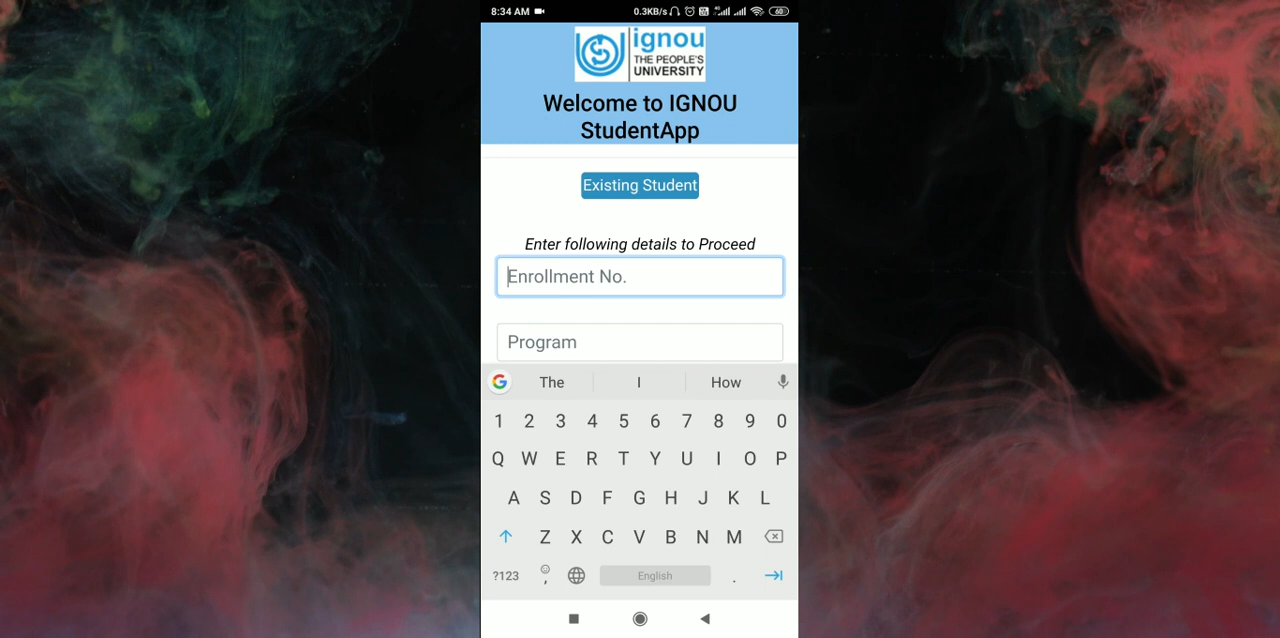 8:34 AM 0.3KB/s 60
ignou
THE PEOPLE'S
UNIVERSITY
Welcome to IGNOU
StudentApp
Existing Student
Enter following details to Proceed
Enrollment No.
Program
G The I How
1 2 3 4 5 6 7 8 9 0
Q W E R T Y U I O P
A S D F G H J K L
Z X C V B N M
?123 , English .